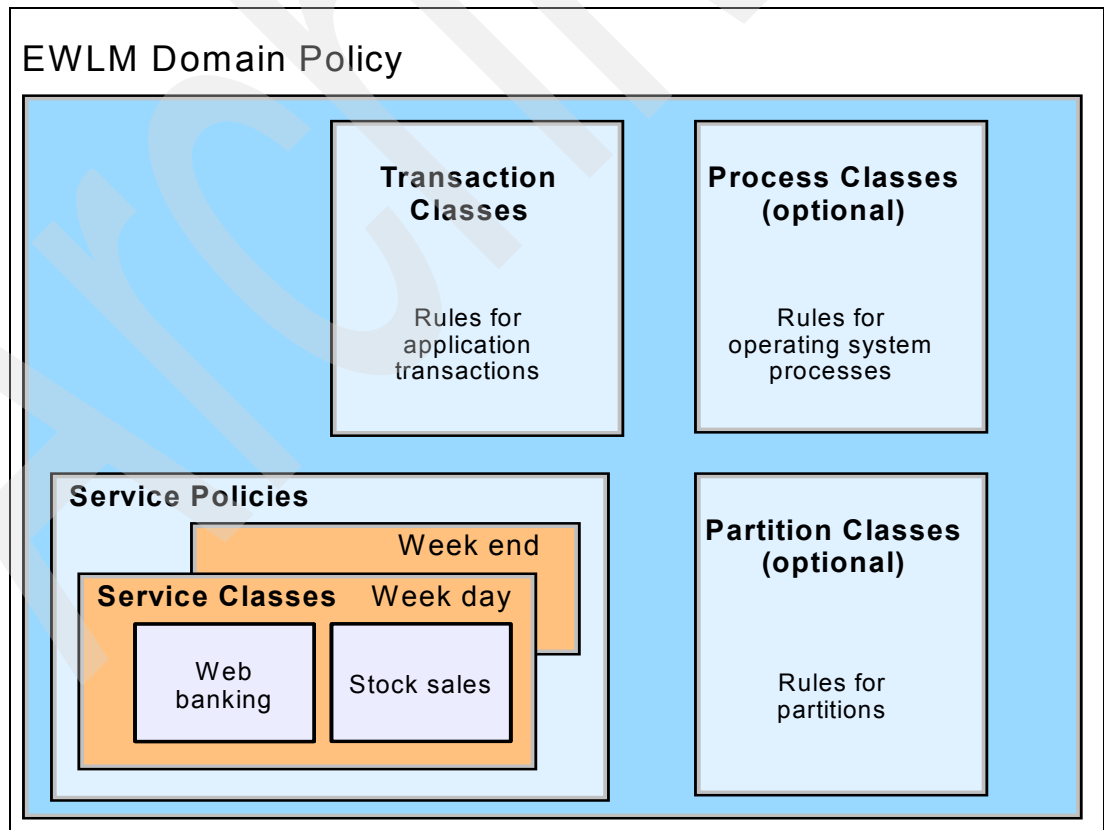 EWLM Domain Policy
Transaction
Classes
Rules for
application
transactions
Process Classes
(optional)
Rules for
operating system
processes
Service Policies
Week end
Service Classes Week day
Web
banking
Stock sales
Partition Classes
(optional)
Rules for
partitions